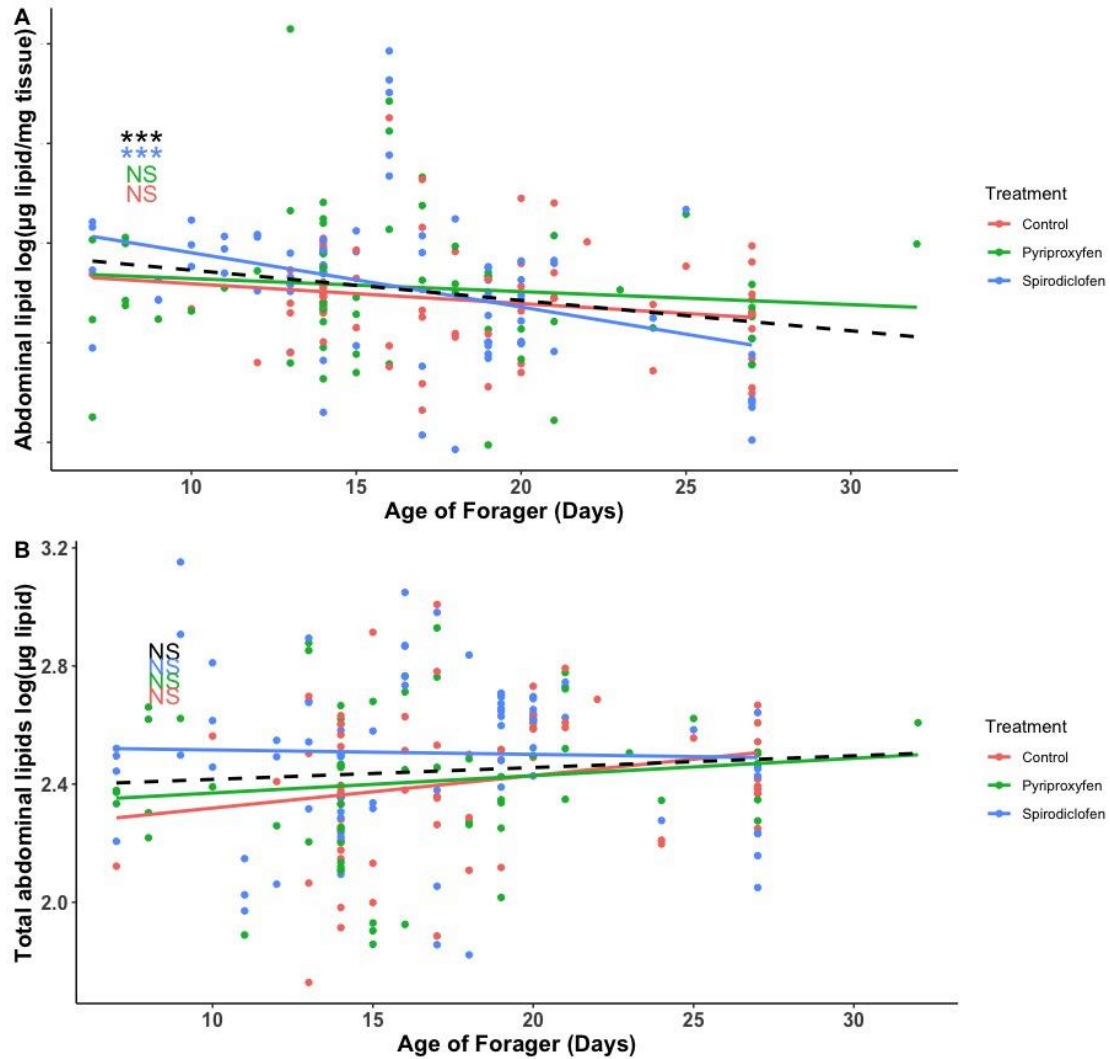 A
Abdominal lipid log(µg lipid/mg tissue)
***
***
NS
NS
10 15 20 25 30
Age of Forager (Days)
Treatment
Control
Pyriproxyfen
Spirodiclofen
B
Total abdominal lipids log(µg lipid)
3.2
2.8
2.4
2.0
NS
NS
NS
NS
10 15 20 25 30
Age of Forager (Days)
Treatment
Control
Pyriproxyfen
Spirodiclofen